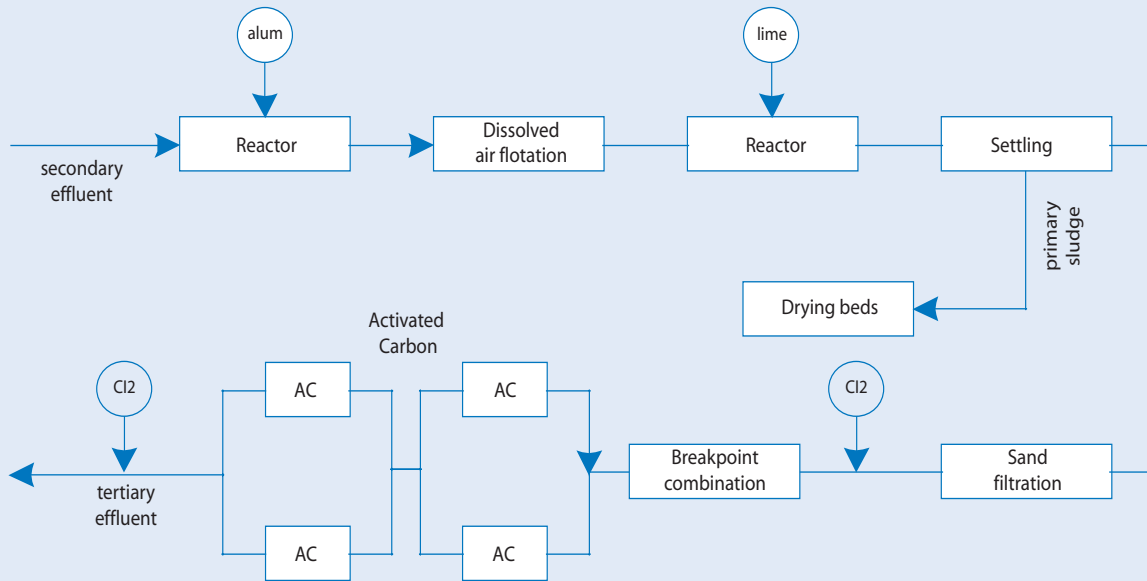 alum
lime
Reactor
Dissolved
air flotation
Reactor
Settling
secondary
effluent
primary
sludge
Drying beds
Activated
Carbon
Cl2
AC
AC
Cl2
Breakpoint
combination
Sand
filtration
tertiary
effluent
AC
AC